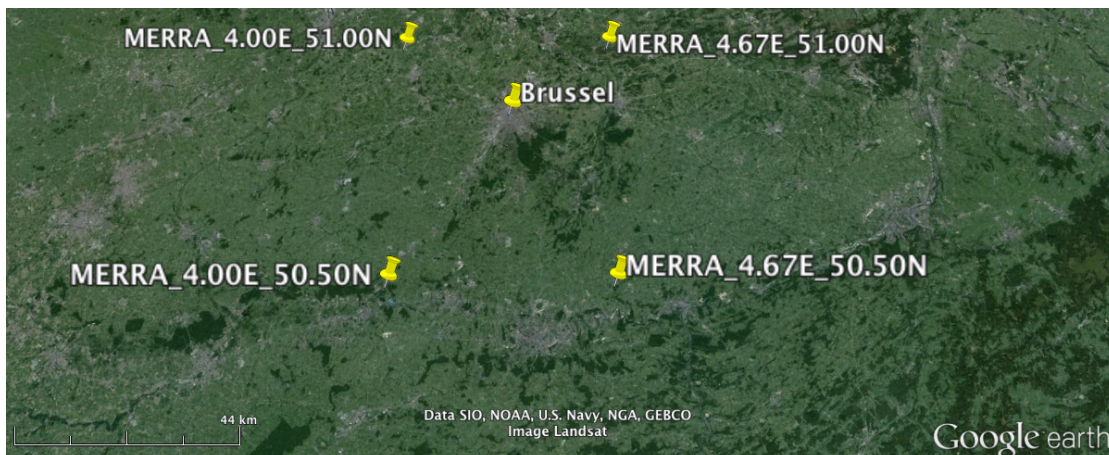 MERRA_4.00E_51.00N
MERRA_4.67E_51.00N
Brussel
MERRA_4.00E_50.50N
MERRA_4.67E_50.50N
44 km
Data SIO, NOAA, U.S. Navy, NGA, GEBCO
Image Landsat
Google earth